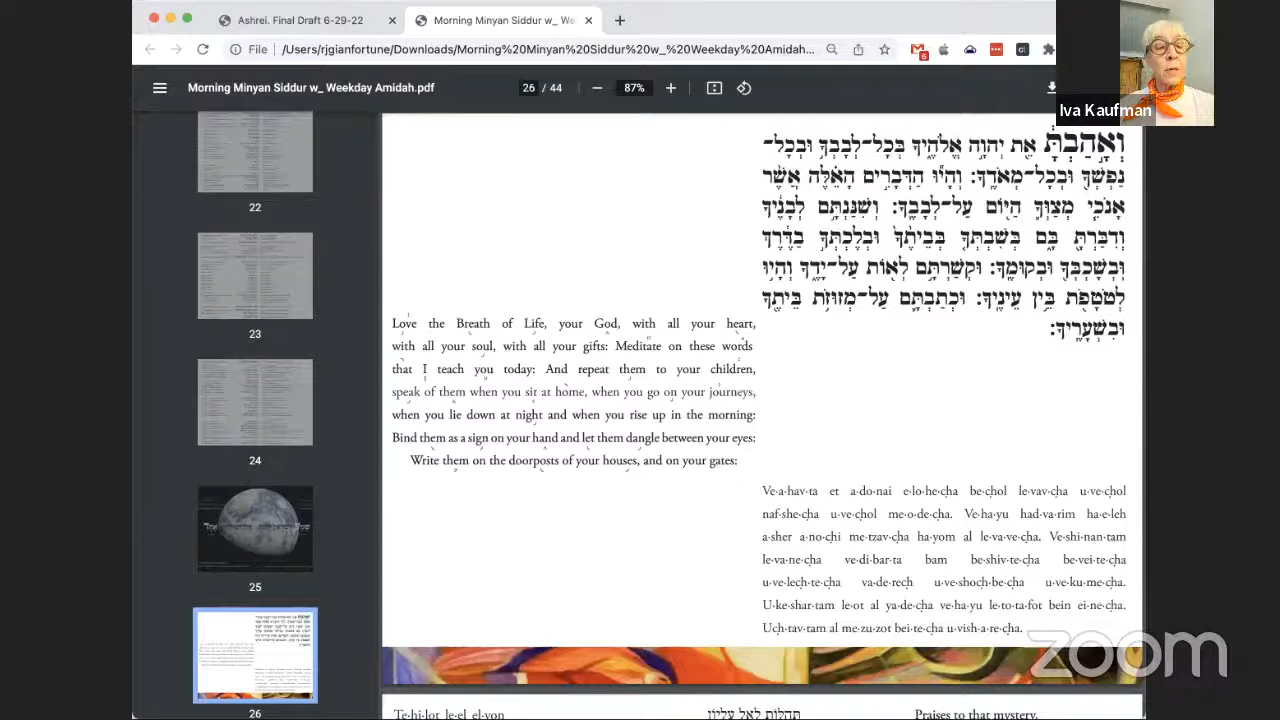 Ashrei. Final Draft 6-29-22
Morning Minyan Siddur w_ We
File
/Users/rjgianfortune/Downloads/Morning%20Minyan%20Siddur%20w_%20Weekday%20Amidah...
6
Morning Minyan Siddur w_ Weekday Amidah.pdf
26 / 44
87%
Iva Kaufman
22
23
24
25
26
וְאָהַבְתָּ֗ אֵ֖ת יְהֹוָ֣ה אֱלֹהֶ֑יךָ בְּכׇל־לְבָבְךָ֥ וּבְכׇל־
נַפְשְׁךָ֖ וּבְכׇל־מְאֹדֶֽךָ׃ וְהָי֞וּ הַדְּבָרִ֣ים הָאֵ֗לֶּה אֲשֶׁ֨ר
אָנֹכִ֧י מְצַוְּךָ֛ הַיּ֖וֹם עַל־לְבָבֶֽךָ׃ וְשִׁנַּנְתָּ֣ם לְבָנֶ֔יךָ
וְדִבַּרְתָּ֖ בָּ֑ם בְּשִׁבְתְּךָ֤ בְּבֵיתֶ֙ךָ֙ וּבְלֶכְתְּךָ֣ בַדֶּ֔רֶךְ
וּֽבְשׇׁכְבְּךָ֖ וּבְקוּמֶֽךָ׃ וּקְשַׁרְתָּ֥ם לְא֖וֹת עַל־יָדֶ֑ךָ וְהָי֥וּ
לְטֹטָפֹ֖ת בֵּ֥ין עֵינֶֽיךָ׃ וּכְתַבְתָּ֛ם עַל־מְזֻז֥וֹת בֵּיתֶ֖ךָ
וּבִשְׁעָרֶֽיךָ׃
Love the Breath of Life, your God, with all your heart,
with all your soul, with all your gifts: Meditate on these words
that I teach you today: And repeat them to your children,
speak of them when you sit at home, when you go on your journeys,
when you lie down at night and when you rise up in the morning:
Bind them as a sign on your hand and let them dangle between your eyes:
Write them on the doorposts of your houses, and on your gates:
Ve·a·hav·ta et a·do·nai e·lo·he·cha be·chol le·vav·cha u·ve·chol
naf·she·cha u·ve·chol me·o·de·cha. Ve·ha·yu had·va·rim ha·e·leh
a·sher a·no·chi me·tzav·cha ha·yom al le·va·ve·cha. Ve·shi·nan·tam
le·va·ne·cha ve·di·bar·ta bam be·shiv·te·cha be·vei·te·cha
u·ve·lech·te·cha va·de·rech u·ve·shoch·be·cha u·ve·ku·me·cha.
U·ke·shar·tam le·ot al ya·de·cha ve·ha·yu le·to·ta·fot bein ei·ne·cha.
Uch·tav·tam al me·zu·zot bei·te·cha
Te·hi·lot le·el el·yon
תְּהִלּוֹת לְאֵל עֶלְיוֹן
Praises to that mystery,
zoom